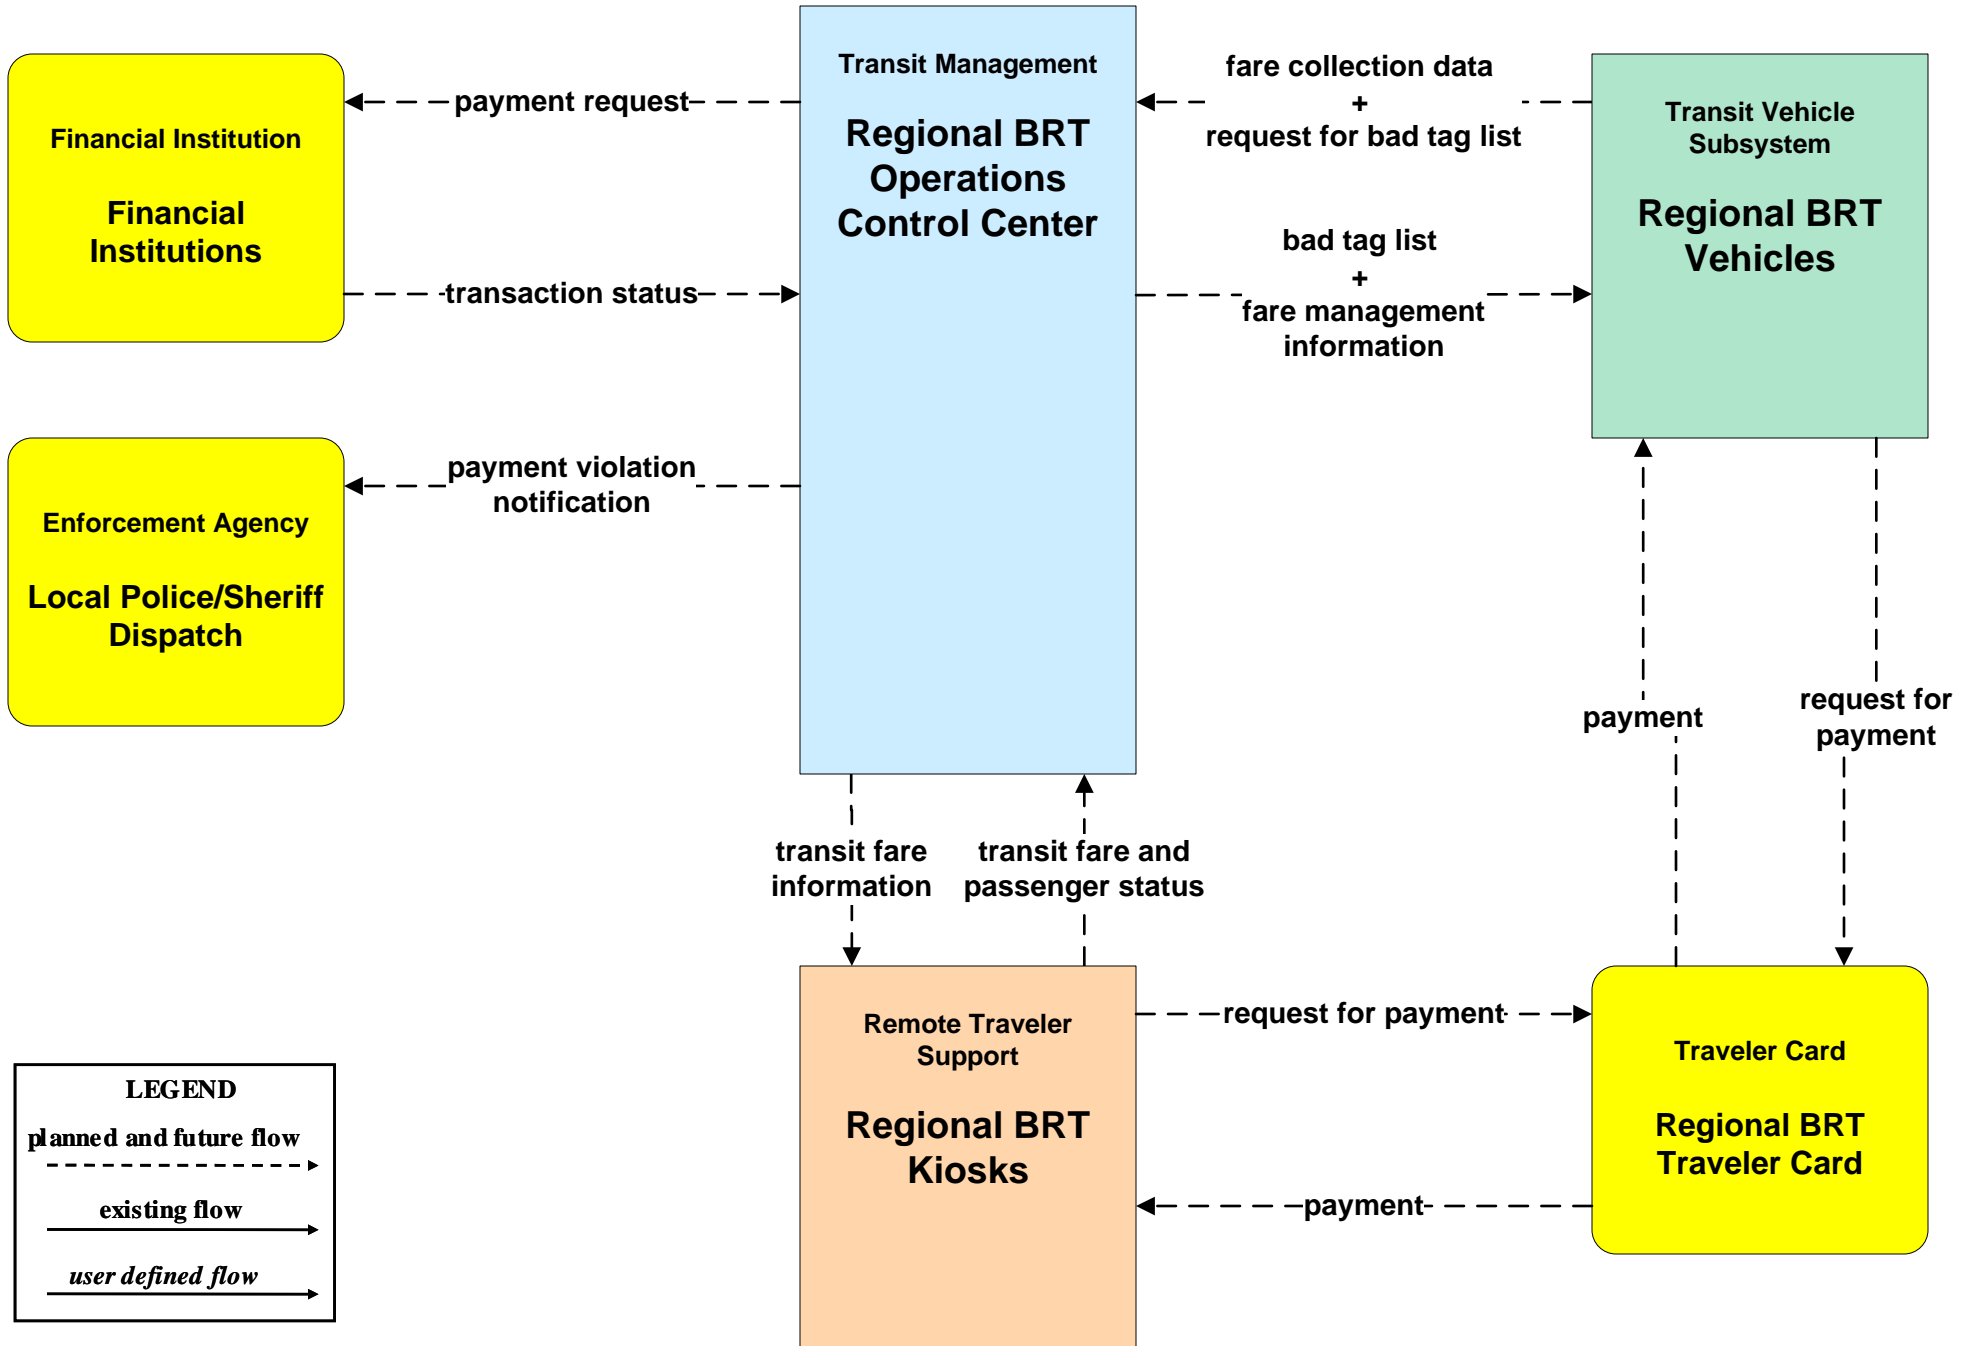 Financial Institution
Financial
Institutions
payment request
transaction status
Transit Management
Regional BRT
Operations
Control Center
fare collection data
+
request for bad tag list
bad tag list
+
fare management
information
Transit Vehicle
Subsystem
Regional BRT
Vehicles
Enforcement Agency
Local Police/Sheriff
Dispatch
payment violation
notification
payment
request for
payment
transit fare
information
transit fare and
passenger status
Remote Traveler
Support
Regional BRT
Kiosks
request for payment
payment
Traveler Card
Regional BRT
Traveler Card
LEGEND
planned and future flow
existing flow
user defined flow